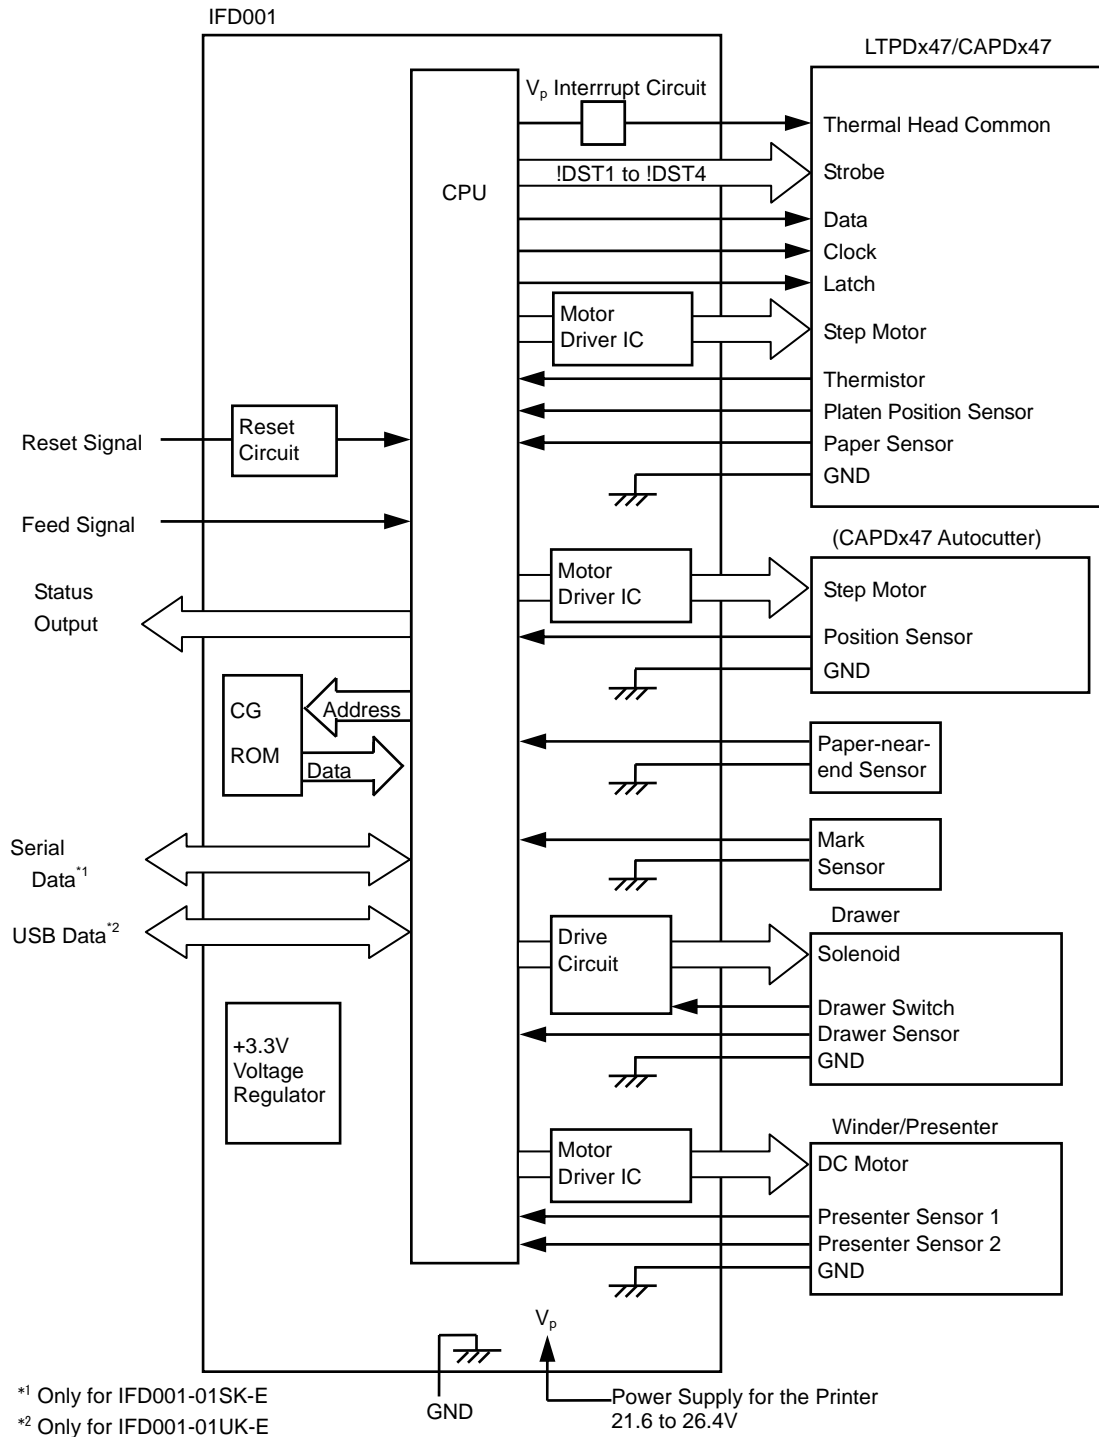 IFD001
LTPDx47/CAPDx47
Vp Interrrupt Circuit
Thermal Head Common
!DST1 to !DST4
Strobe
CPU
Data
Clock
Latch
Motor
Driver IC
Step Motor
Thermistor
Reset Signal
Reset
Circuit
Platen Position Sensor
Paper Sensor
GND
Feed Signal
(CAPDx47 Autocutter)
Status
Output
Motor
Driver IC
Step Motor
Position Sensor
GND
CG
ROM
Address
Data
Paper-near-
end Sensor
Serial
Data*1
Mark
Sensor
USB Data*2
Drawer
Drive
Circuit
Solenoid
Drawer Switch
Drawer Sensor
GND
+3.3V
Voltage
Regulator
Winder/Presenter
Motor
Driver IC
DC Motor
Presenter Sensor 1
Presenter Sensor 2
GND
Vp
GND
Power Supply for the Printer
21.6 to 26.4V
*1 Only for IFD001-01SK-E
*2 Only for IFD001-01UK-E